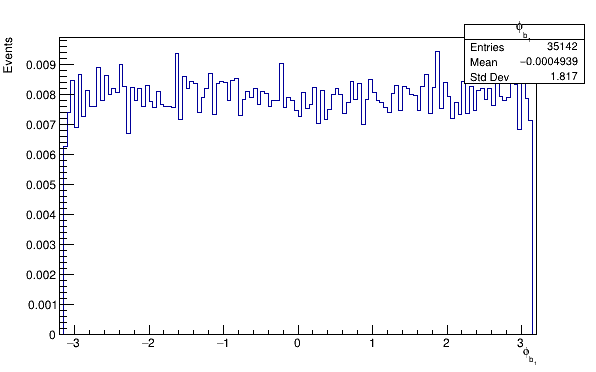 ϕ_b₁
Entries 35142
Mean −0.0004939
Std Dev 1.817
Events
0.009
0.008
0.007
0.006
0.005
0.004
0.003
0.002
0.001
0
−3 −2 −1 0 1 2 3
ϕ_b₁